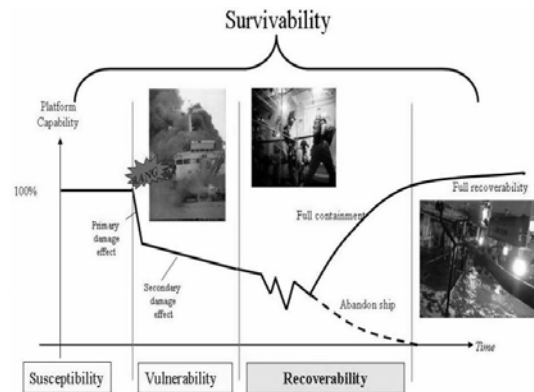 Survivability
Platform
Capability
BANG
100%
Primary
damage
effect
Secondary
damage
effect
Full containment
Full recoverability
Abandon ship
Time
Susceptibility
Vulnerability
Recoverability